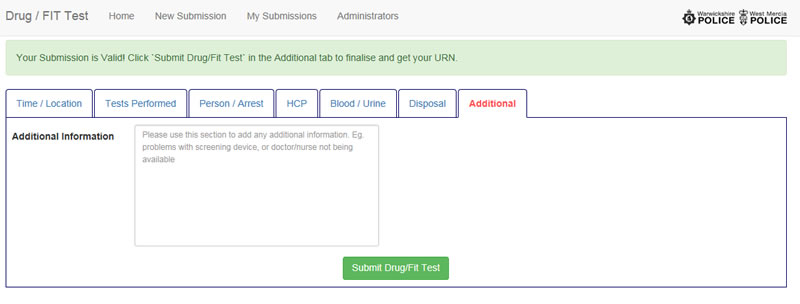 Drug / FIT Test Home New Submission My Submissions Administrators Warwickshire POLICE West Mercia POLICE
Your Submission is Valid! Click `Submit Drug/Fit Test` in the Additional tab to finalise and get your URN.
Time / Location Tests Performed Person / Arrest HCP Blood / Urine Disposal Additional
Additional Information
Please use this section to add any additional information. Eg.
problems with screening device, or doctor/nurse not being
available
Submit Drug/Fit Test